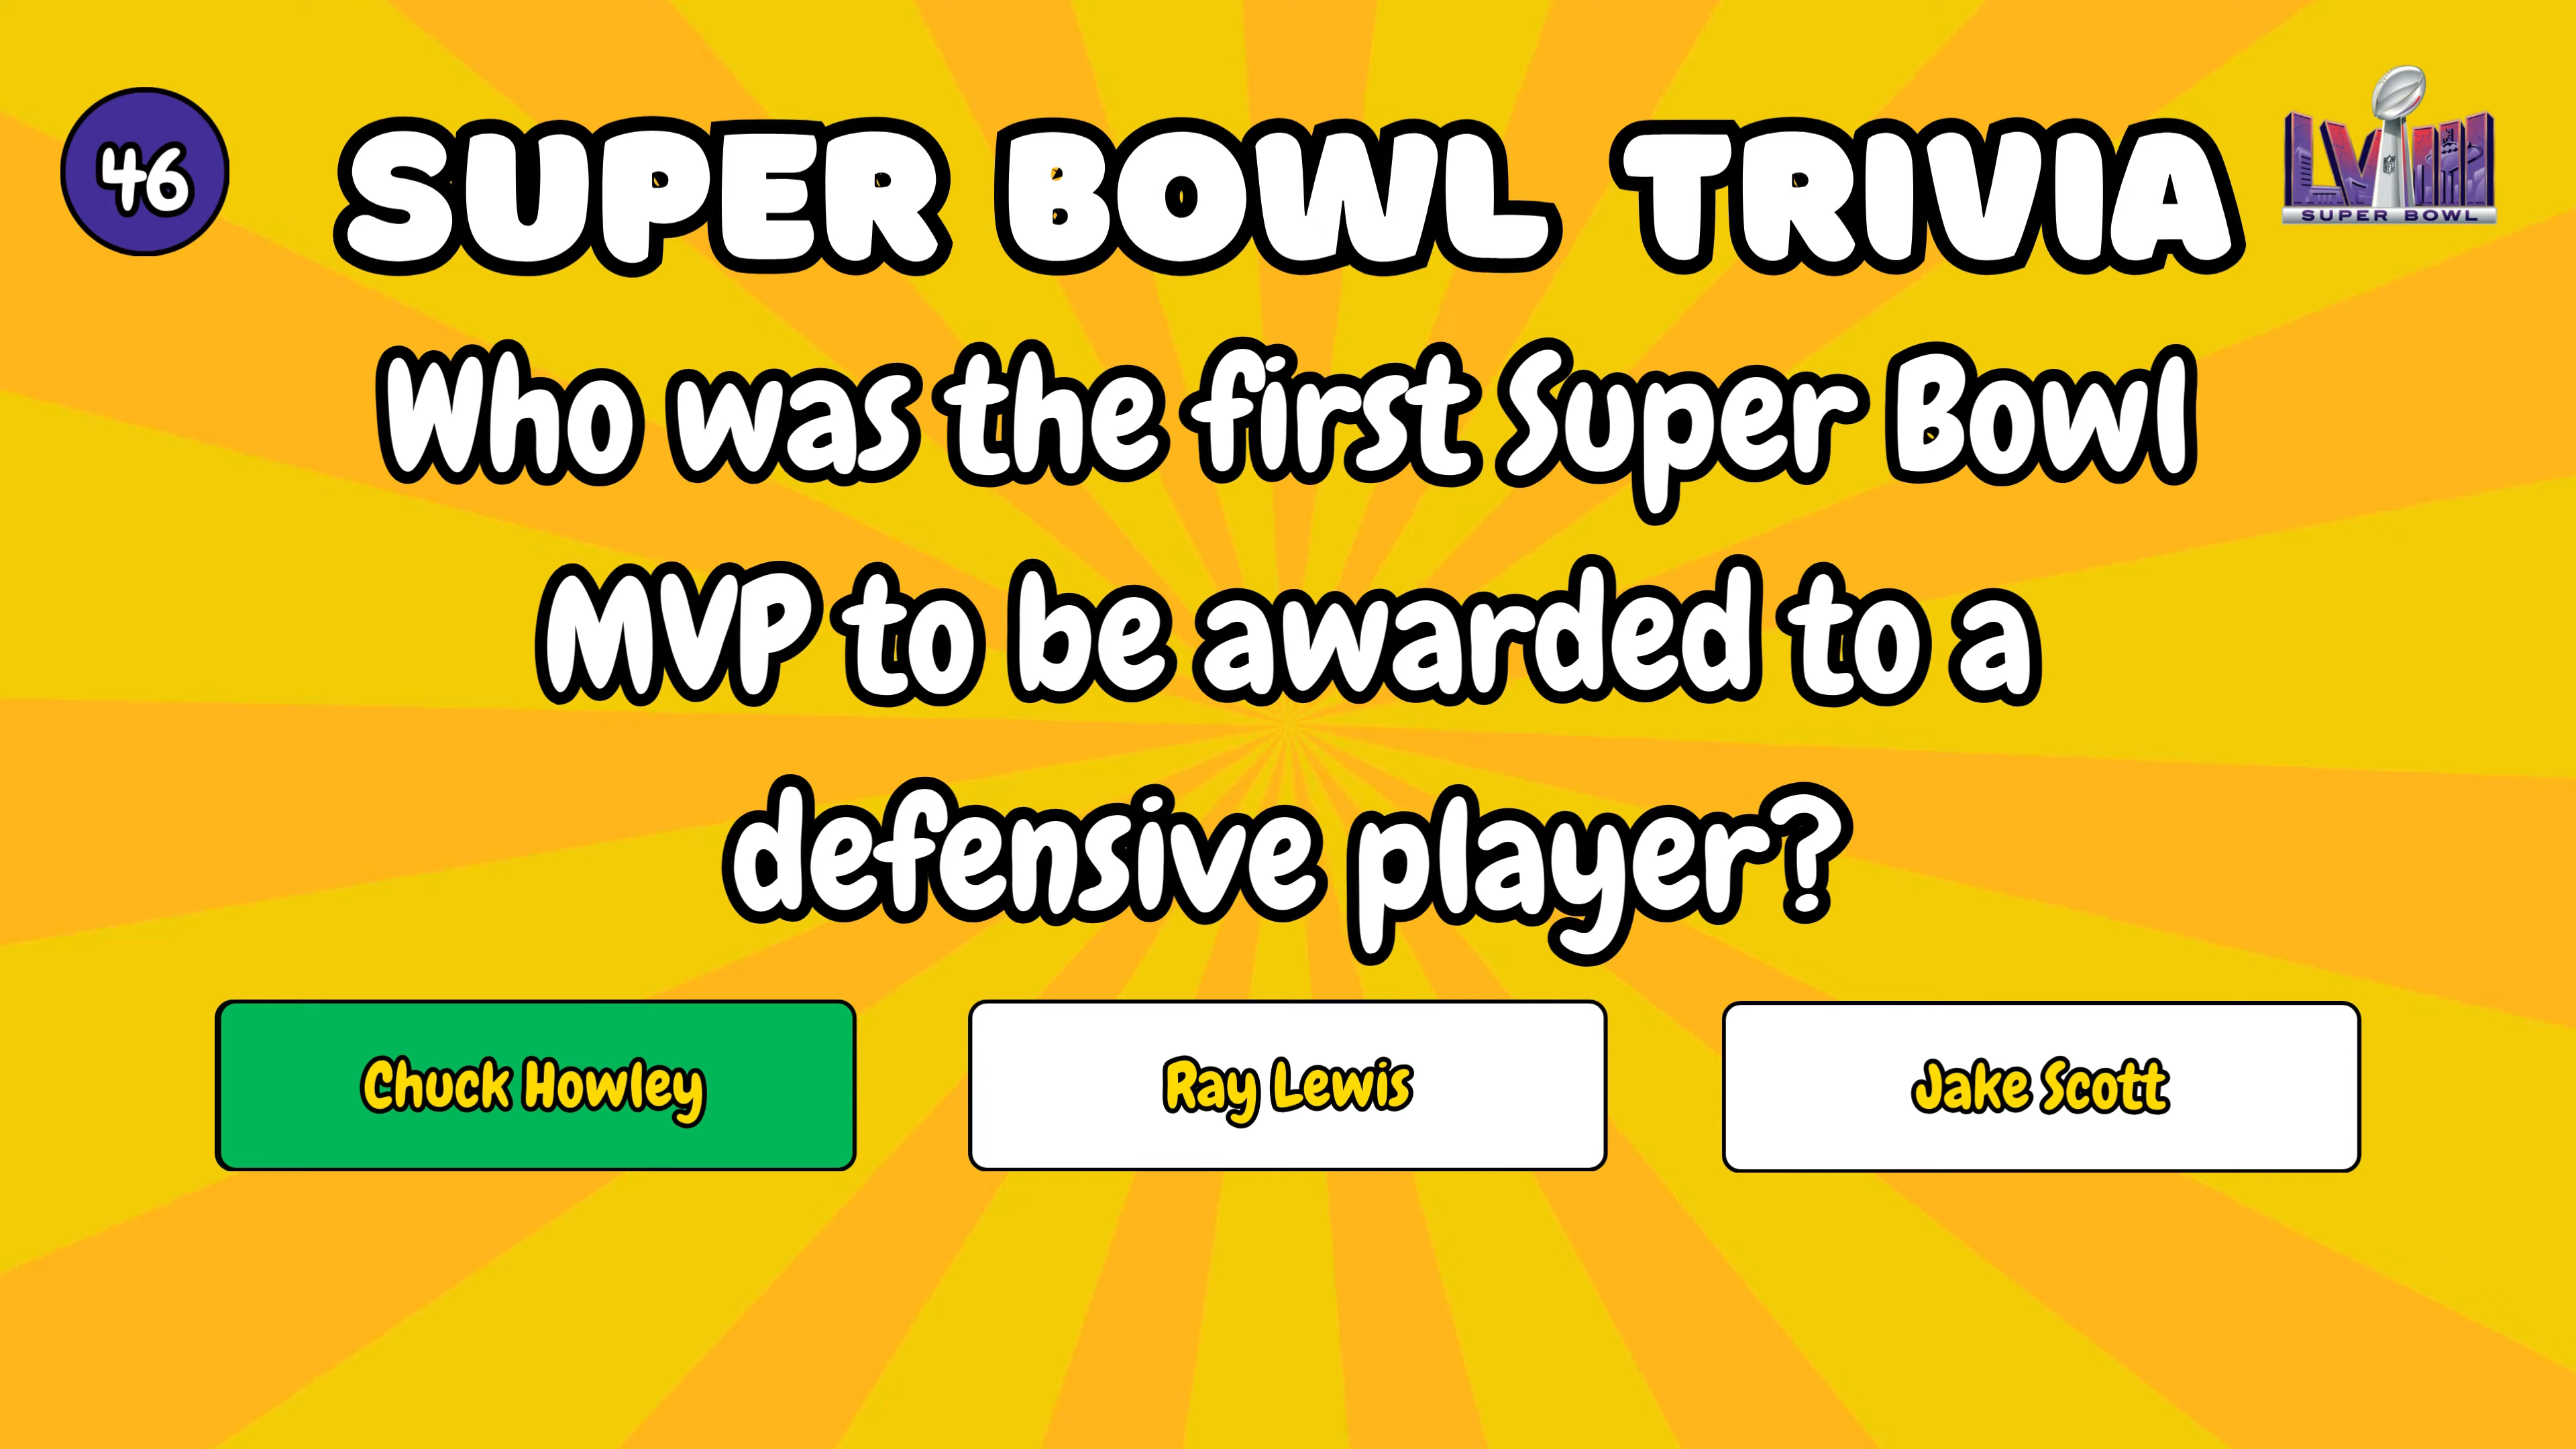 46
SUPER BOWL TRIVIA
LVIII
SUPER BOWL
Who was the first Super Bowl
MVP to be awarded to a
defensive player?
Chuck Howley
Ray Lewis
Jake Scott